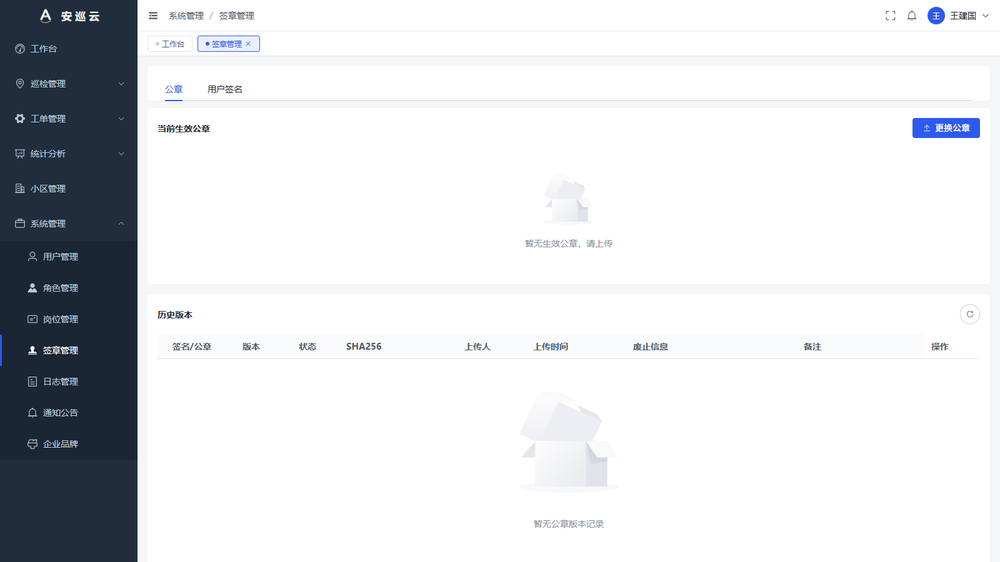 安巡云
系统管理 / 签章管理
王 王建国
工作台
签章管理
工作台
巡检管理
工单管理
统计分析
小区管理
系统管理
用户管理
角色管理
岗位管理
签章管理
日志管理
通知公告
企业品牌
公章 用户签名
当前生效公章
更换公章
暂无生效公章，请上传
历史版本
签名/公章 版本 状态 SHA256 上传人 上传时间 废止信息 备注 操作
暂无公章版本记录